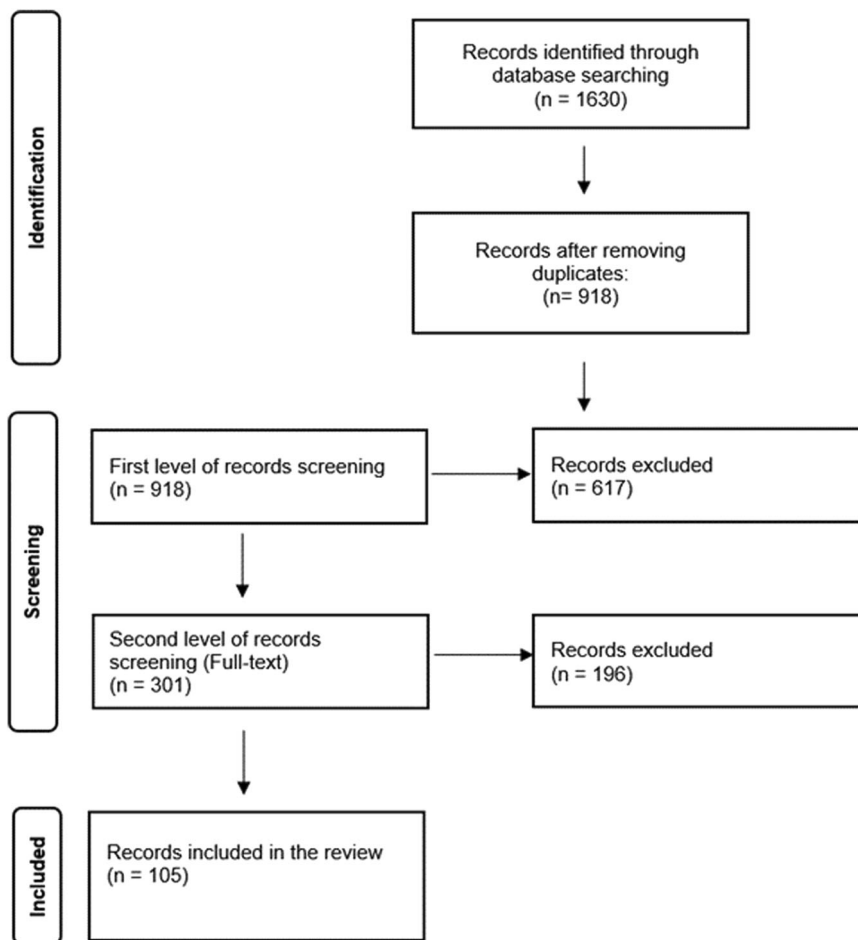 Identification
Records identified through
database searching
(n = 1630)
Records after removing
duplicates:
(n= 918)
Screening
First level of records screening
(n = 918)
Records excluded
(n = 617)
Second level of records
screening (Full-text)
(n = 301)
Records excluded
(n = 196)
Included
Records included in the review
(n = 105)